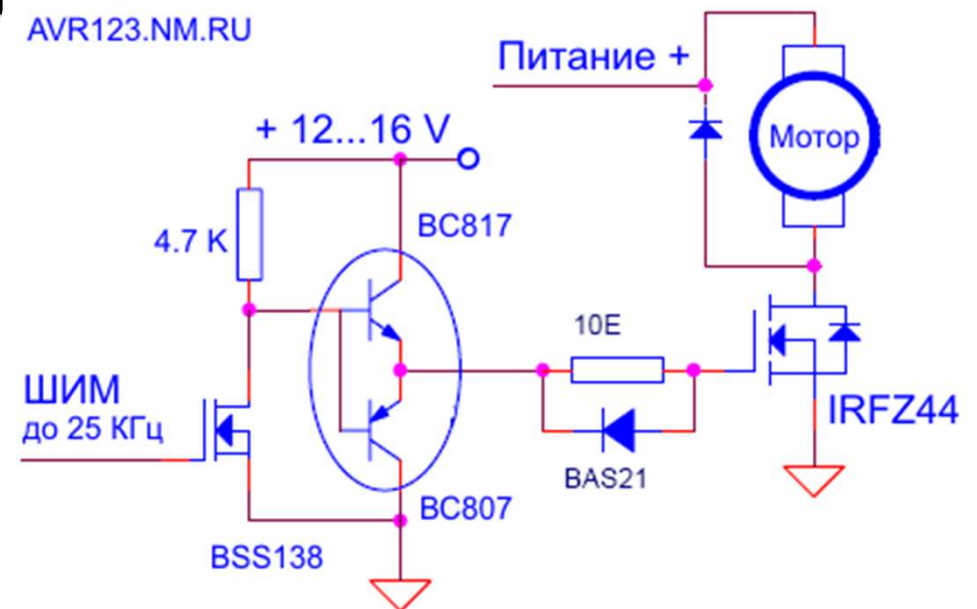 AVR123.NM.RU
Питание +
Мотор
+ 12...16 V
BC817
4.7 K
10E
ШИМ
до 25 КГц
IRFZ44
BAS21
BC807
BSS138